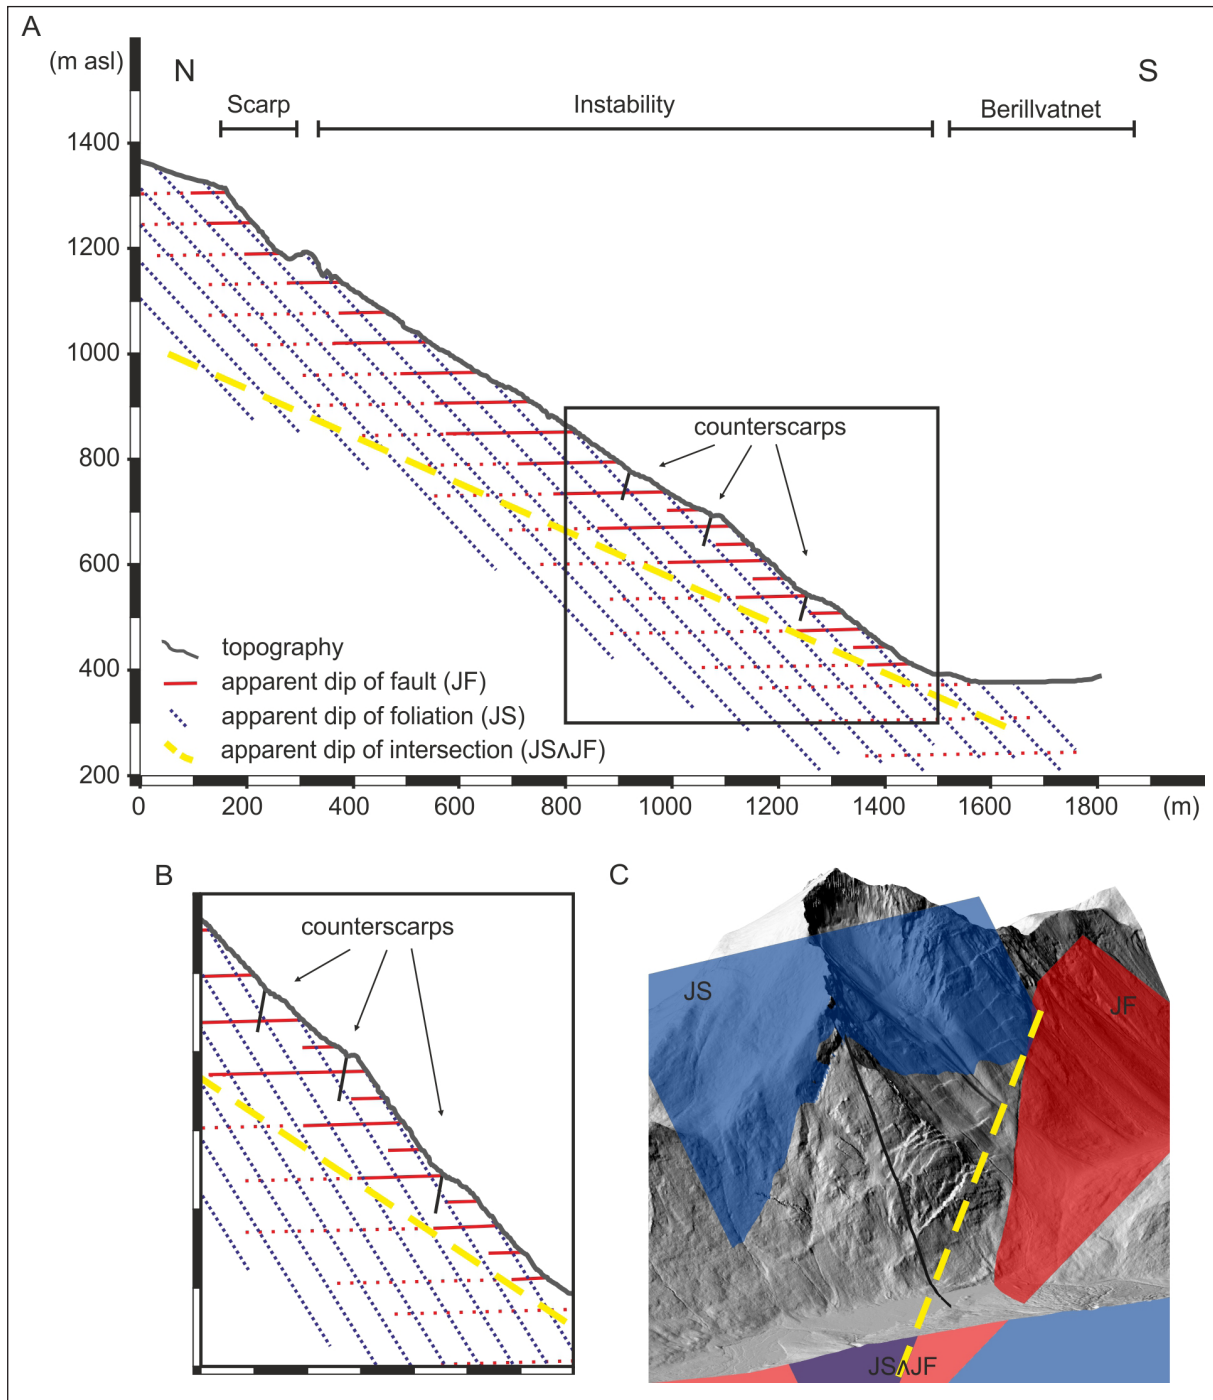 A
(m asl)
N
S
Scarp
Instability
Berillvatnet
1400
1200
1000
800
600
400
200
counterscarps
topography
apparent dip of fault (JF)
apparent dip of foliation (JS)
apparent dip of intersection (JS∧JF)
0 200 400 600 800 1000 1200 1400 1600 1800 (m)
B
counterscarps
C
JS
JF
JS∧JF